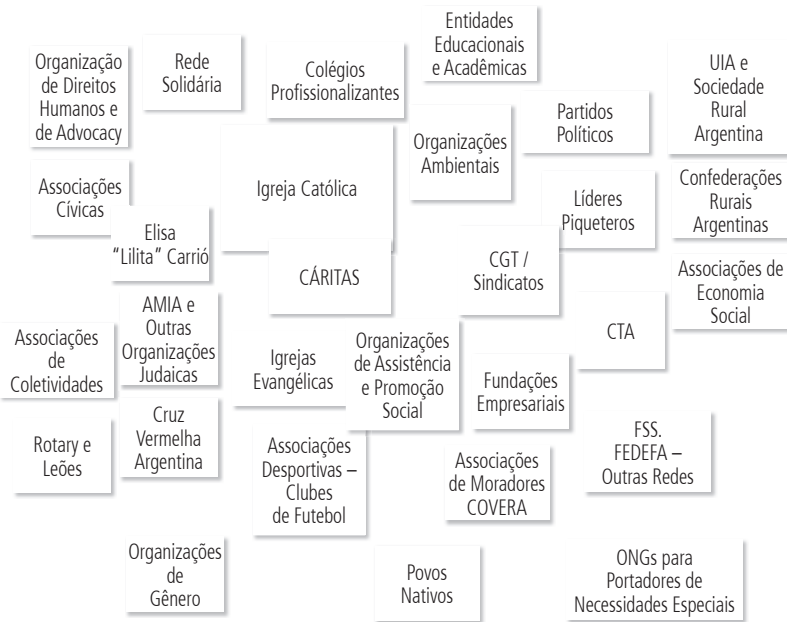 Entidades
Educacionais
e Acadêmicas
Organização
de Direitos
Humanos e
de Advocacy
Rede
Solidária
Colégios
Profissionalizantes
UIA e
Sociedade
Rural
Argentina
Partidos
Políticos
Organizações
Ambientais
Igreja Católica
Associações
Cívicas
Líderes
Piqueteros
Confederações
Rurais
Argentinas
Elisa
“Lilita” Carrió
CÁRITAS
CGT /
Sindicatos
Associações de
Economia
Social
AMIA e
Outras
Organizações
Judaicas
CTA
Associações
de
Coletividades
Igrejas
Evangélicas
Organizações
de Assistência
e Promoção
Social
Fundações
Empresariais
Rotary e
Leões
Cruz
Vermelha
Argentina
Associações
Desportivas –
Clubes
de Futebol
Associações
de Moradores
COVERA
FSS.
FEDEFA –
Outras Redes
Organizações
de
Gênero
Povos
Nativos
ONGs para
Portadores de
Necessidades Especiais